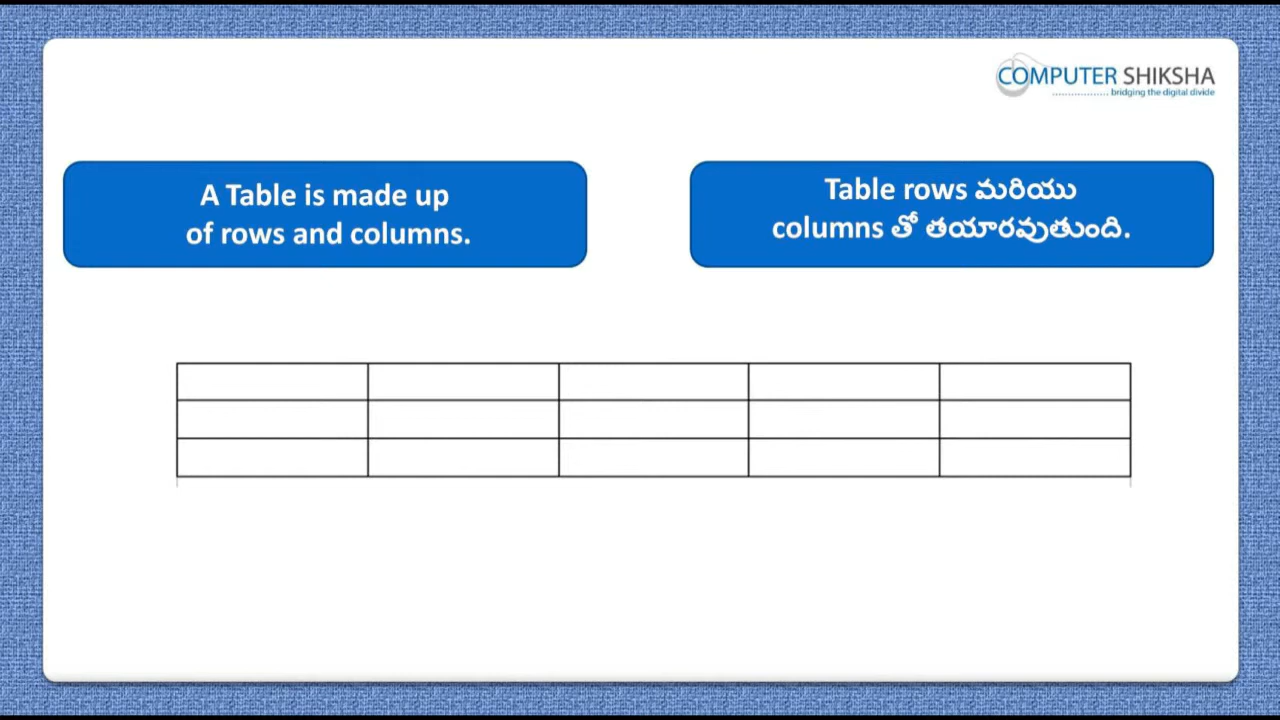 COMPUTER SHIKSHA
.................. bridging the digital divide
A Table is made up
of rows and columns.
Table rows మరియు
columns తో తయారవుతుంది.